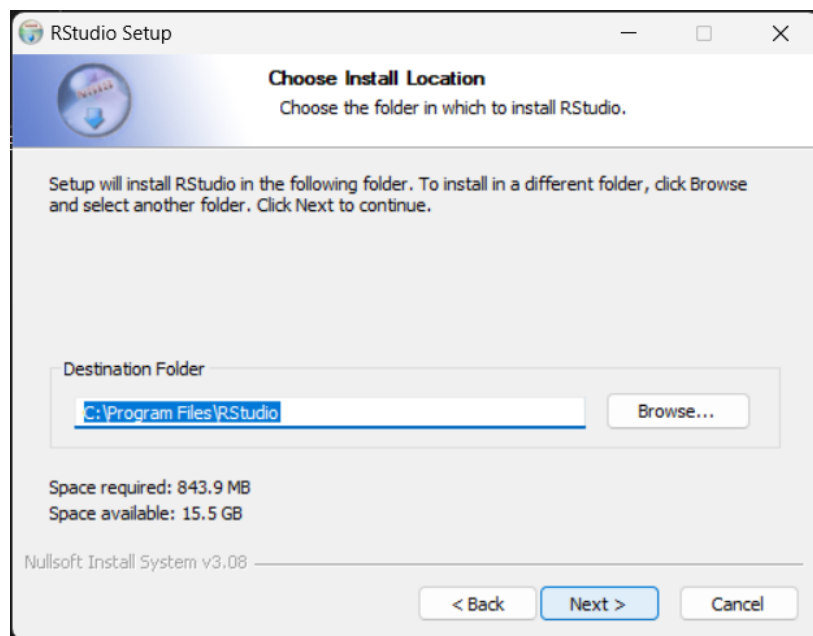 RStudio Setup
Choose Install Location
Choose the folder in which to install RStudio.
Setup will install RStudio in the following folder. To install in a different folder, click Browse
and select another folder. Click Next to continue.
Destination Folder
C:\Program Files\RStudio
Browse...
Space required: 843.9 MB
Space available: 15.5 GB
Nullsoft Install System v3.08
< Back
Next >
Cancel